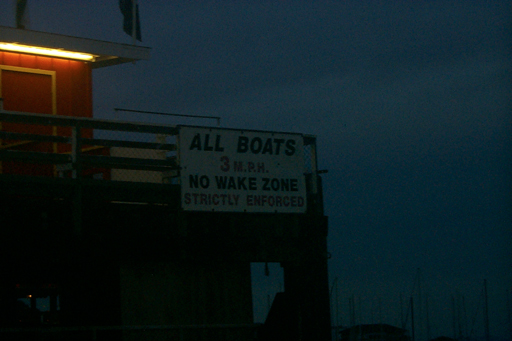 ALL BOATS
3 M.P.H.
NO WAKE ZONE
STRICTLY ENFORCED